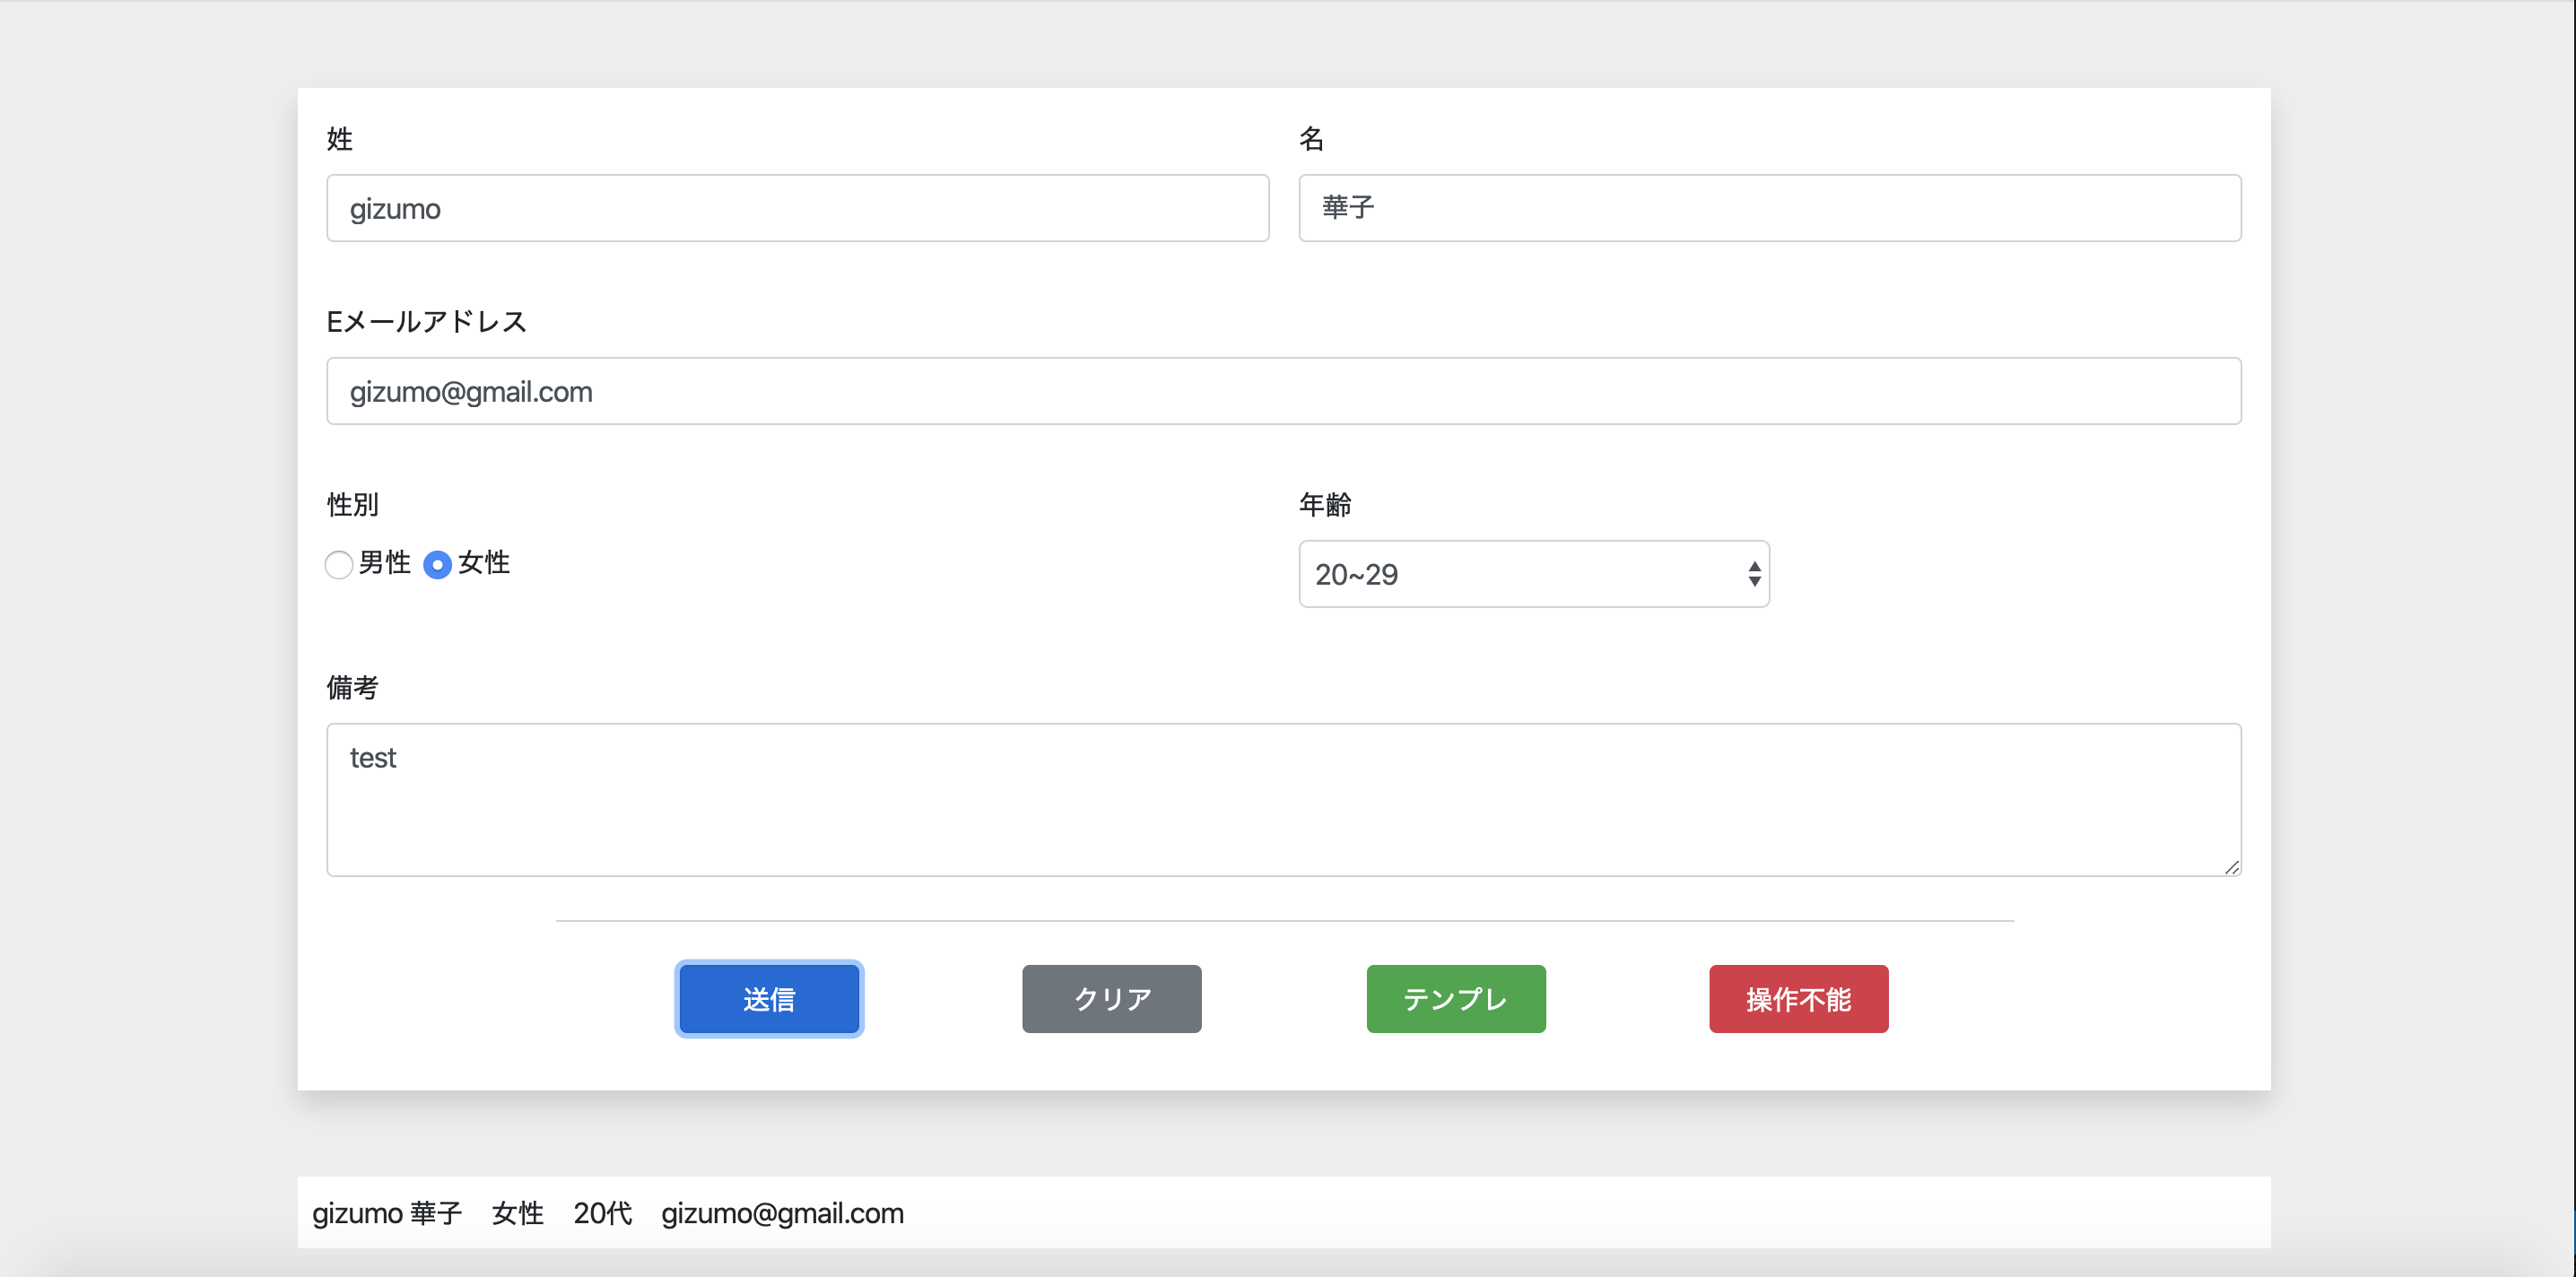 姓 名
gizumo 華子
Eメールアドレス
gizumo@gmail.com
性別 年齢
男性 女性 20~29
備考
test
送信 クリア テンプレ 操作不能
gizumo 華子 女性 20代 gizumo@gmail.com